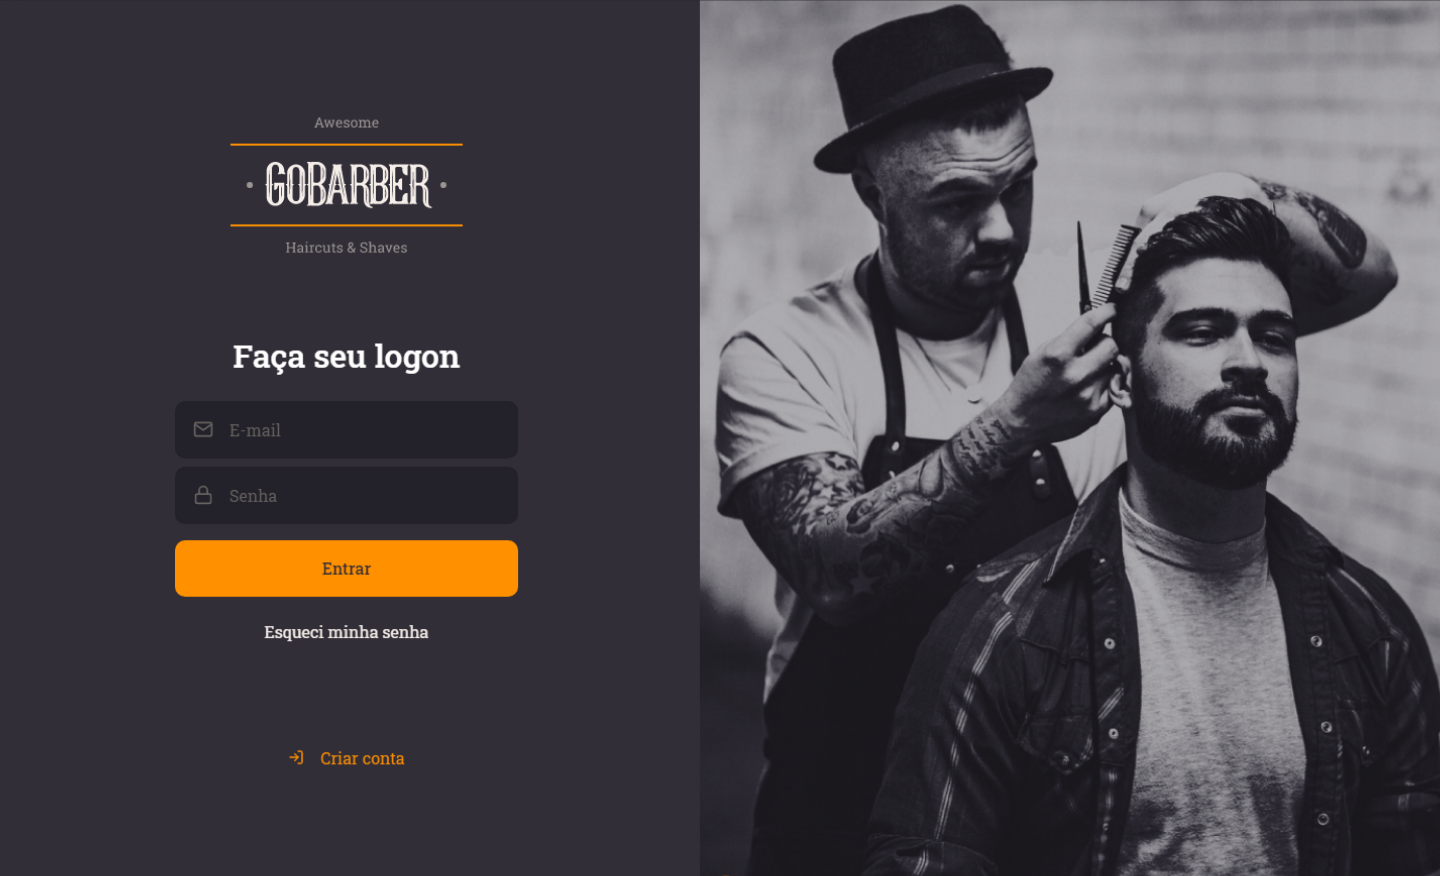 Awesome
GOBARBER
Haircuts & Shaves
Faça seu logon
E-mail
Senha
Entrar
Esqueci minha senha
Criar conta